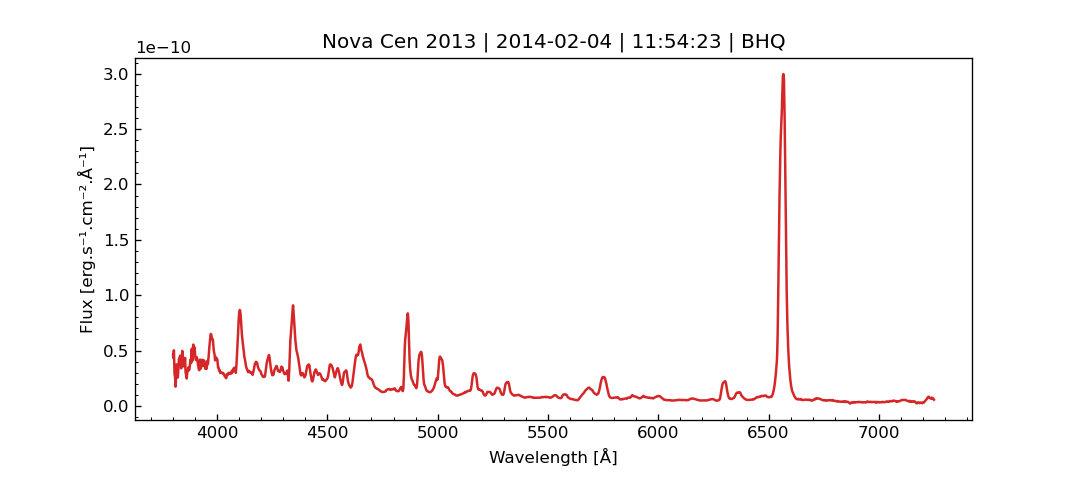 Nova Cen 2013 | 2014-02-04 | 11:54:23 | BHQ
1e−10
3.0
2.5
2.0
1.5
1.0
0.5
0.0
Flux [erg.s⁻¹.cm⁻².Å⁻¹]
4000 4500 5000 5500 6000 6500 7000
Wavelength [Å]